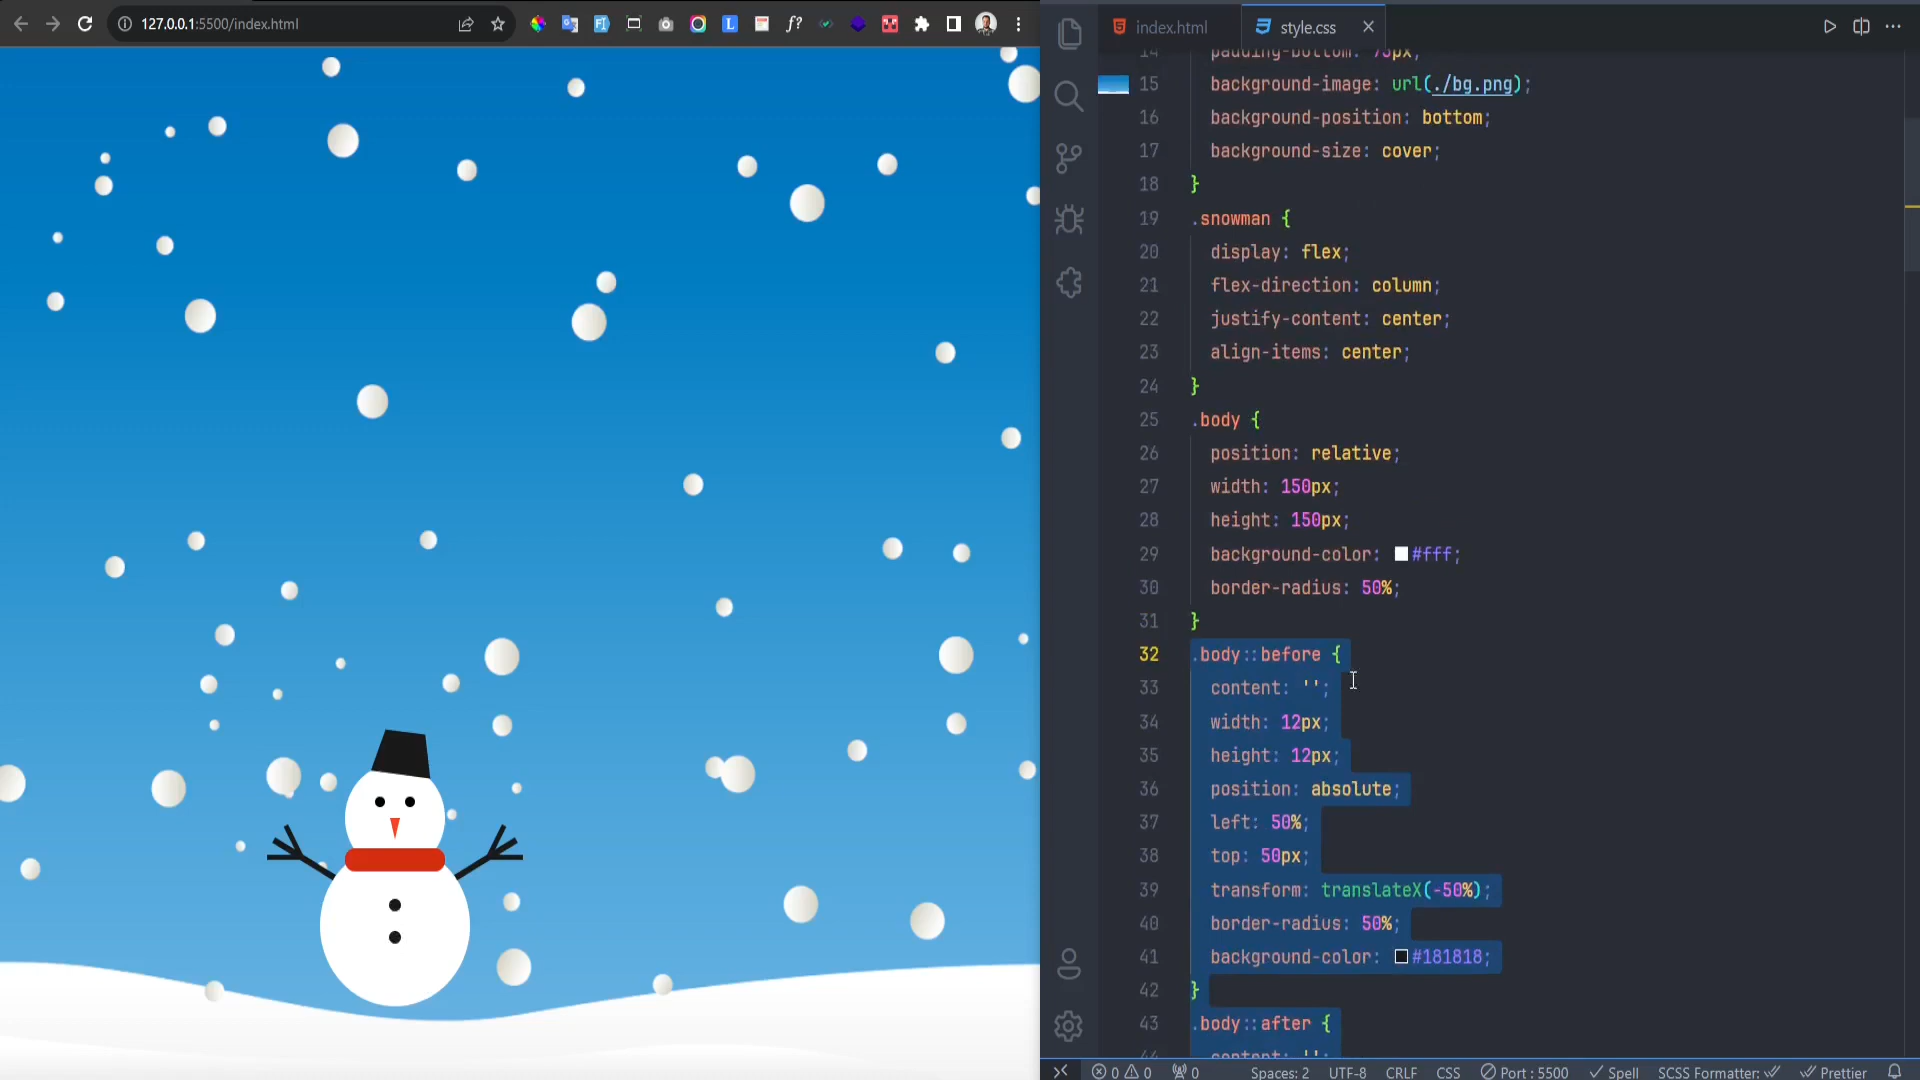 127.0.0.1:5500/index.html
index.html
style.css
14 padding-bottom: 75px;
15 background-image: url(./bg.png);
16 background-position: bottom;
17 background-size: cover;
18 }
19 .snowman {
20 display: flex;
21 flex-direction: column;
22 justify-content: center;
23 align-items: center;
24 }
25 .body {
26 position: relative;
27 width: 150px;
28 height: 150px;
29 background-color: #fff;
30 border-radius: 50%;
31 }
32 .body::before {
33 content: '';
34 width: 12px;
35 height: 12px;
36 position: absolute;
37 left: 50%;
38 top: 50px;
39 transform: translateX(-50%);
40 border-radius: 50%;
41 background-color: #181818;
42 }
43 .body::after {
44 content: '';
0 0 0 Spaces: 2 UTF-8 CRLF CSS Port : 5500 Spell SCSS Formatter: Prettier